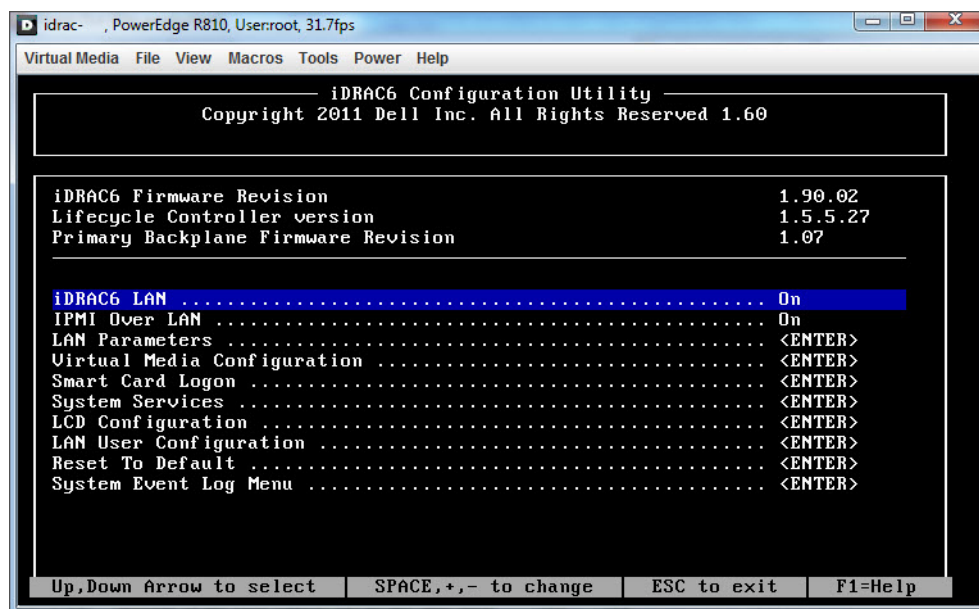 idrac- , PowerEdge R810, User:root, 31.7fps
Virtual Media File View Macros Tools Power Help
iDRAC6 Configuration Utility
Copyright 2011 Dell Inc. All Rights Reserved 1.60
iDRAC6 Firmware Revision 1.90.02
Lifecycle Controller version 1.5.5.27
Primary Backplane Firmware Revision 1.07
iDRAC6 LAN ................................................... On
IPMI Over LAN ................................................ On
LAN Parameters ............................................... <ENTER>
Virtual Media Configuration .................................. <ENTER>
Smart Card Logon ............................................. <ENTER>
System Services .............................................. <ENTER>
LCD Configuration ............................................ <ENTER>
LAN User Configuration ....................................... <ENTER>
Reset To Default ............................................. <ENTER>
System Event Log Menu ........................................ <ENTER>
Up,Down Arrow to select SPACE,+,- to change ESC to exit F1=Help